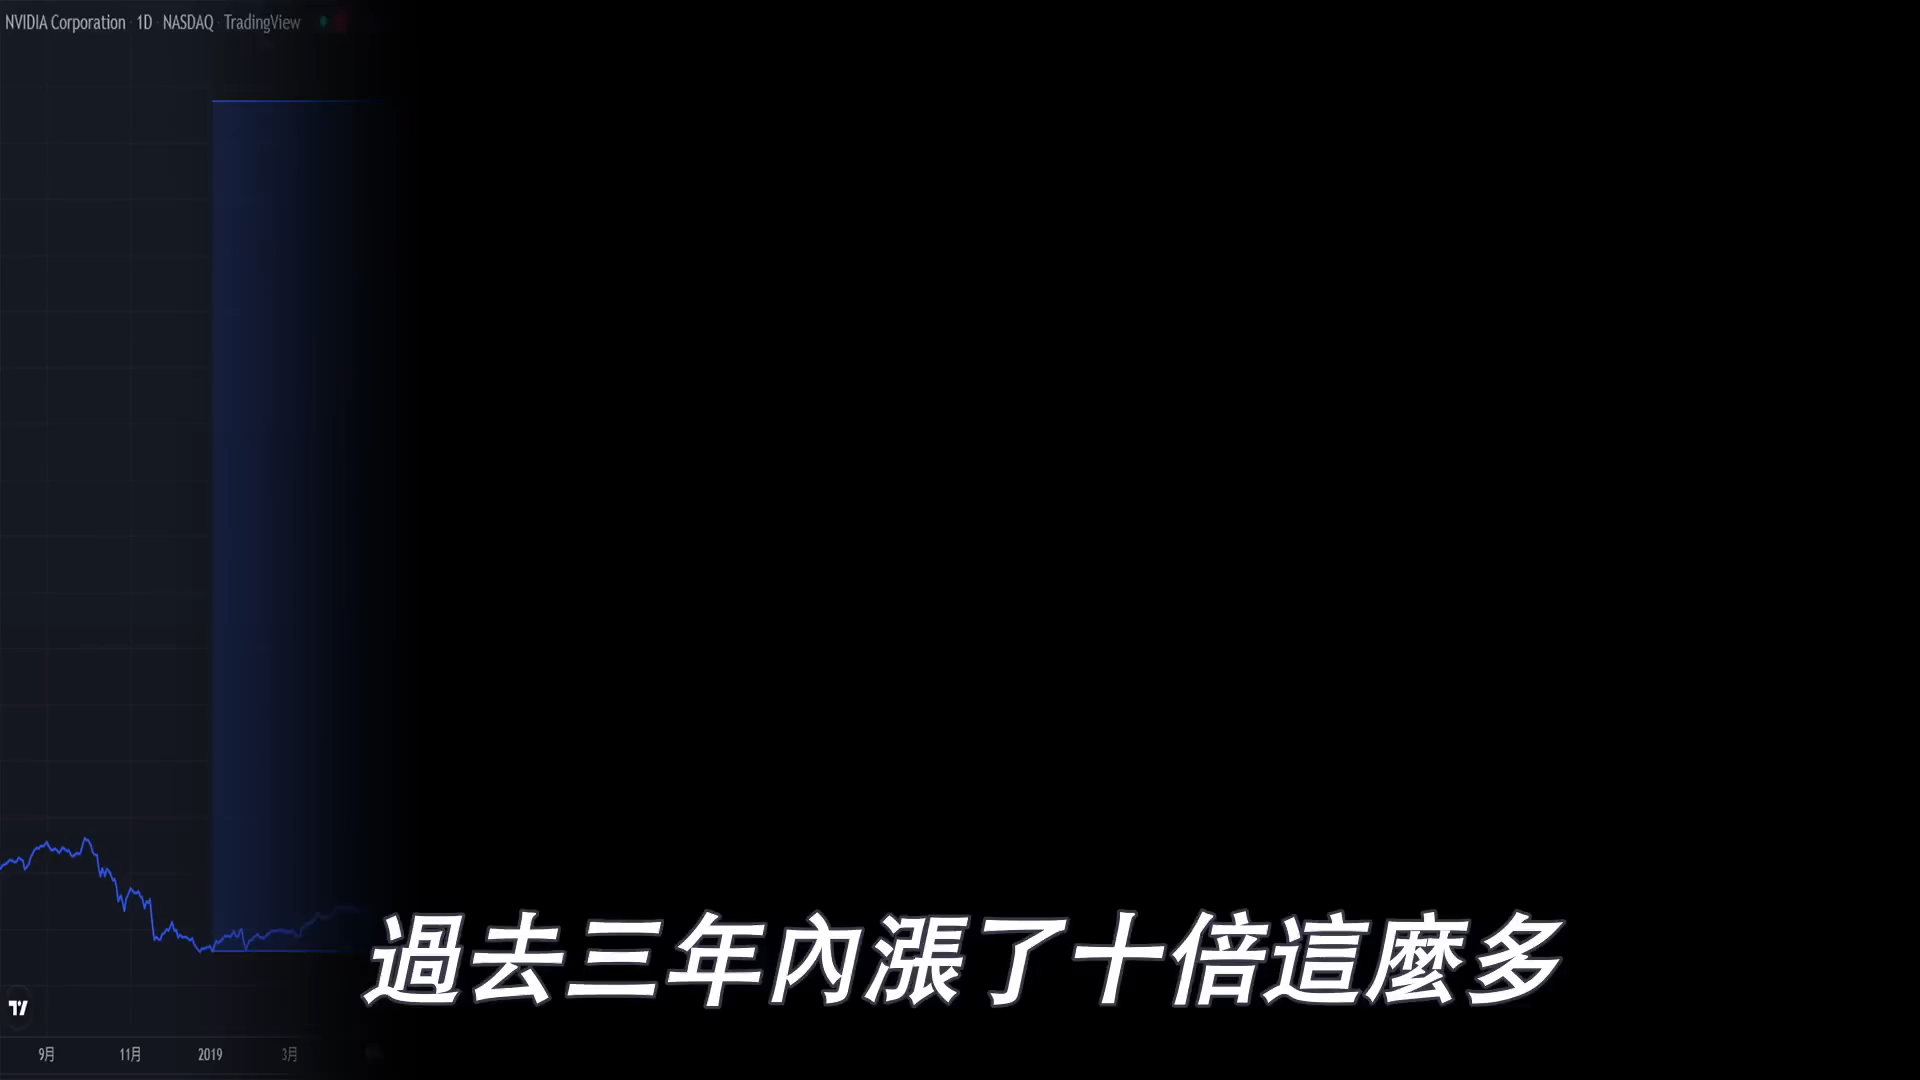 NVIDIA Corporation · 1D · NASDAQ · TradingView
過去三年內漲了十倍這麼多
9月 11月 2019 3月